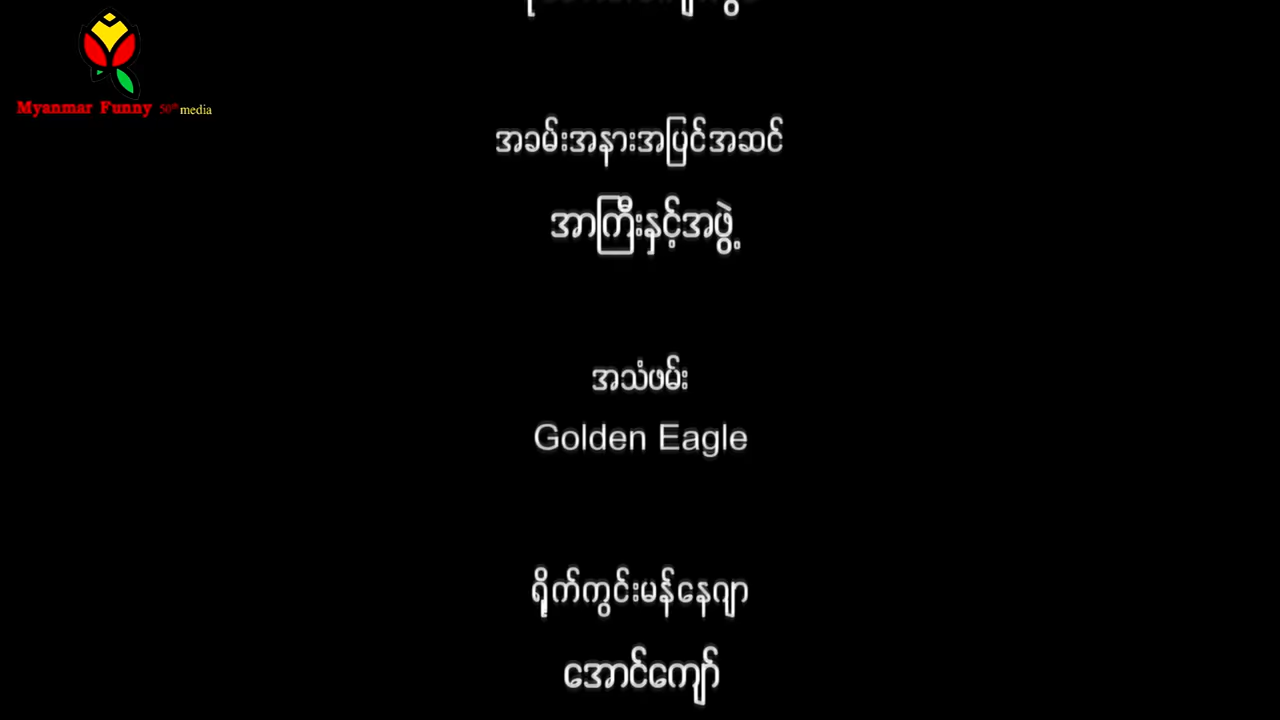 Myanmar Funny 50th media
အခမ်းအနားအပြင်အဆင်
အာကြီးနှင့်အဖွဲ့
အသံဖမ်း
Golden Eagle
ရိုက်ကွင်းမန်နေဂျာ
အောင်ကျော်